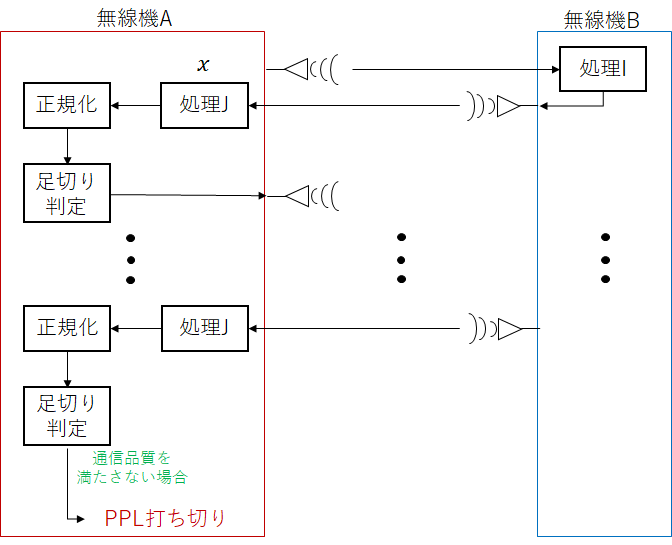 無線機A
無線機B
x
処理I
正規化
処理J
足切り
判定
正規化
処理J
足切り
判定
通信品質を
満たさない場合
PPL打ち切り